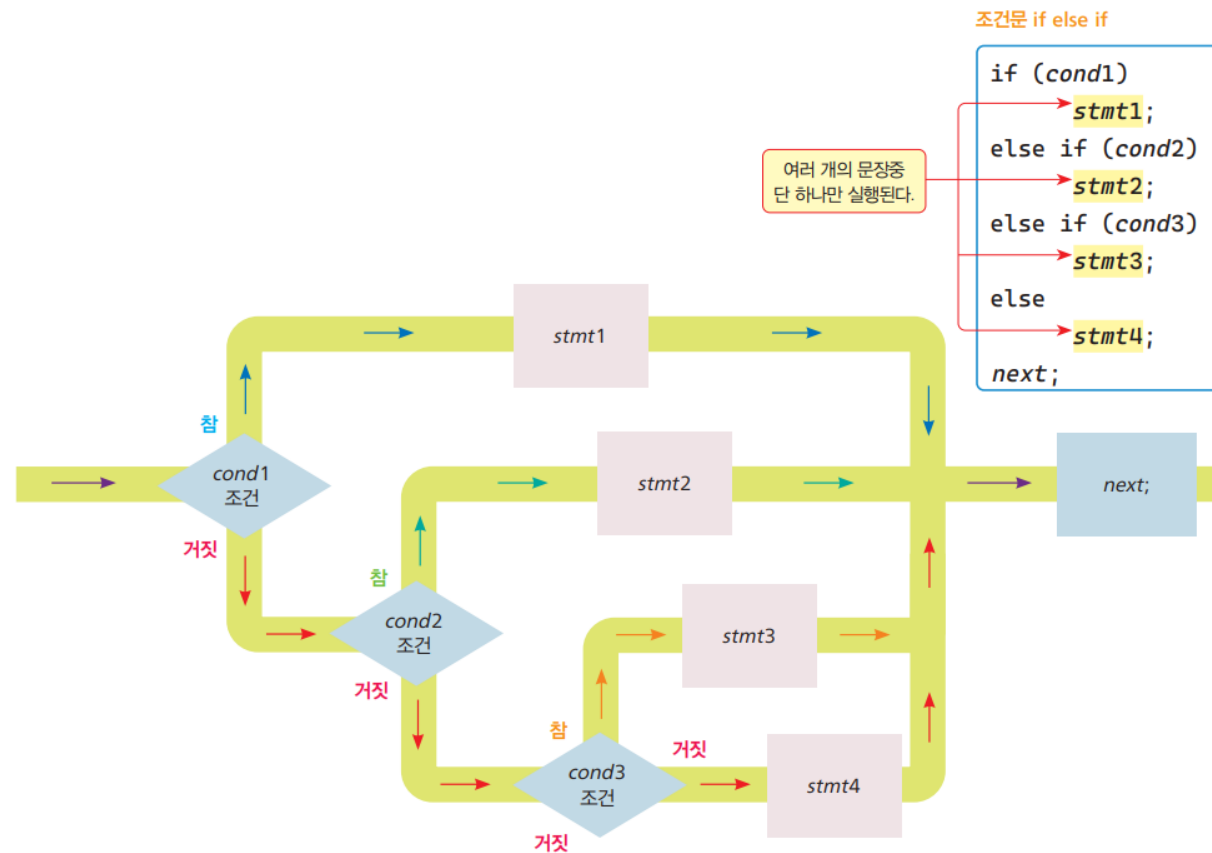 조건문 if else if
if (cond1)
stmt1;
else if (cond2)
stmt2;
else if (cond3)
stmt3;
else
stmt4;
next;
여러 개의 문장중
단 하나만 실행된다.
stmt1
참
cond1
조건
거짓
stmt2
next;
참
cond2
조건
거짓
stmt3
참
cond3
조건
거짓
거짓
stmt4